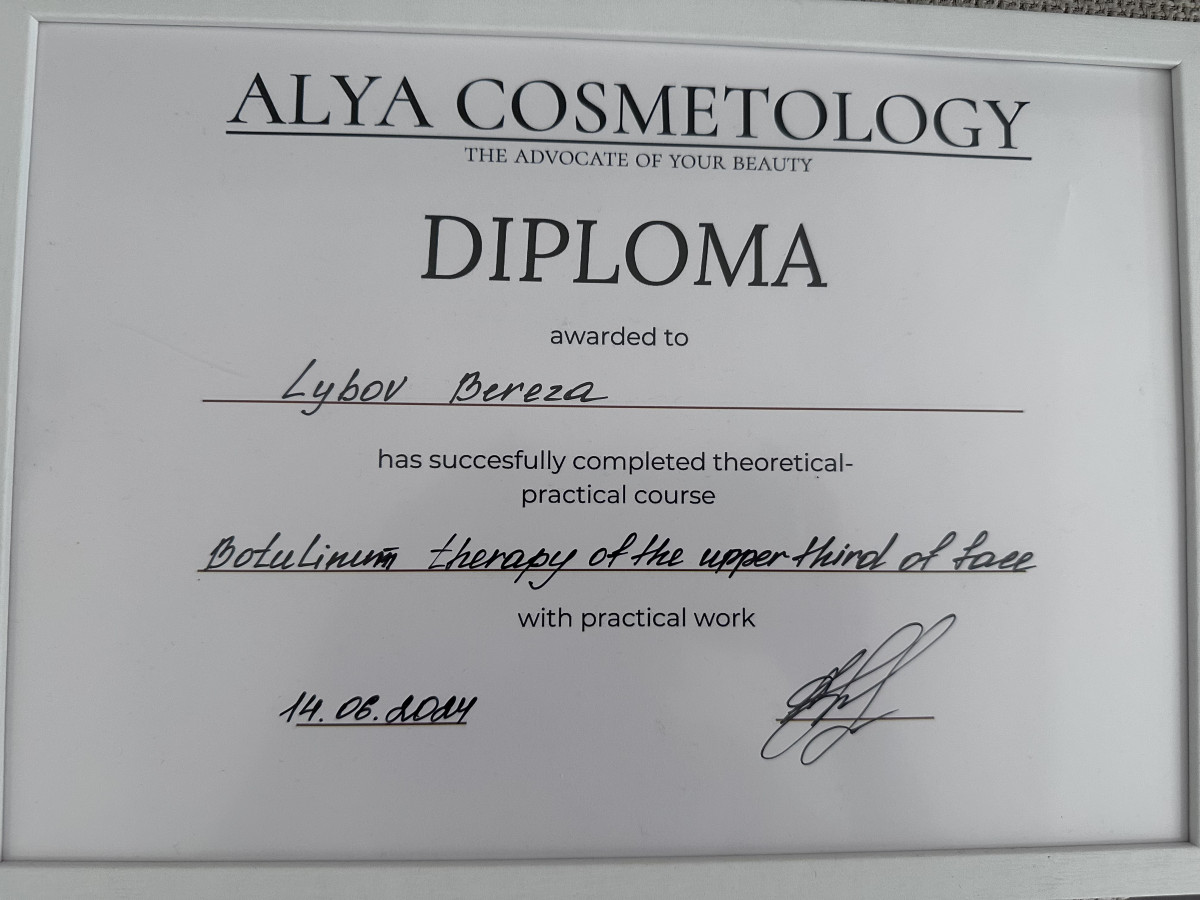 ALYA COSMETOLOGY
THE ADVOCATE OF YOUR BEAUTY
DIPLOMA
awarded to
Lybov Bereza
has succesfully completed theoretical-
practical course
Botulinum therapy of the upper third of face
with practical work
14.06.2024